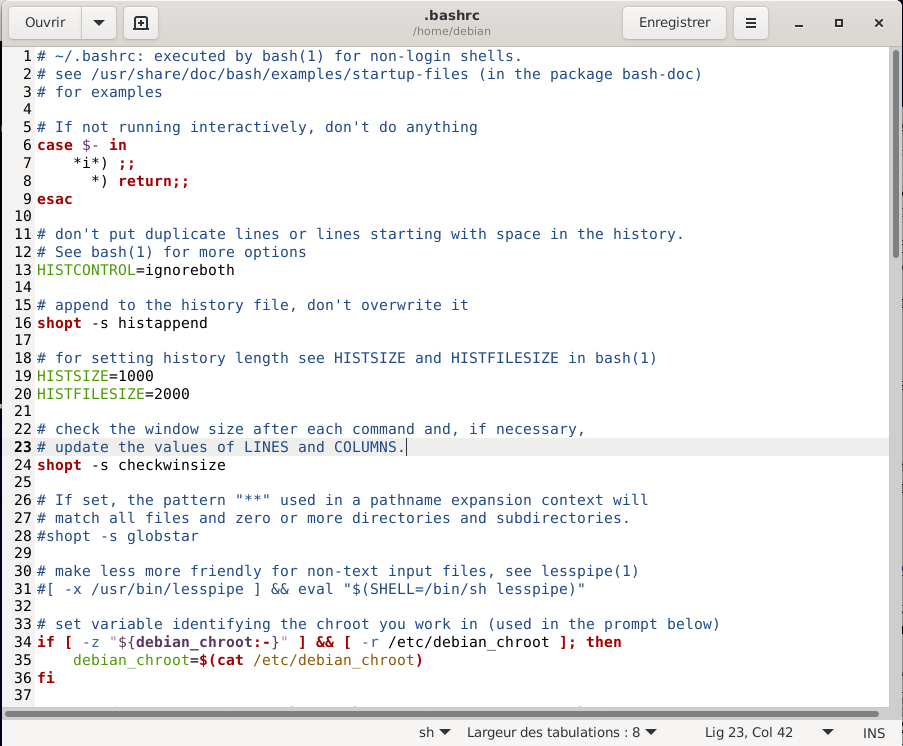 Ouvrir
.bashrc
/home/debian
Enregistrer
1 # ~/.bashrc: executed by bash(1) for non-login shells.
2 # see /usr/share/doc/bash/examples/startup-files (in the package bash-doc)
3 # for examples
4
5 # If not running interactively, don't do anything
6 case $- in
7     *i*) ;;
8       *) return;;
9 esac
10
11 # don't put duplicate lines or lines starting with space in the history.
12 # See bash(1) for more options
13 HISTCONTROL=ignoreboth
14
15 # append to the history file, don't overwrite it
16 shopt -s histappend
17
18 # for setting history length see HISTSIZE and HISTFILESIZE in bash(1)
19 HISTSIZE=1000
20 HISTFILESIZE=2000
21
22 # check the window size after each command and, if necessary,
23 # update the values of LINES and COLUMNS.
24 shopt -s checkwinsize
25
26 # If set, the pattern "**" used in a pathname expansion context will
27 # match all files and zero or more directories and subdirectories.
28 #shopt -s globstar
29
30 # make less more friendly for non-text input files, see lesspipe(1)
31 #[ -x /usr/bin/lesspipe ] && eval "$(SHELL=/bin/sh lesspipe)"
32
33 # set variable identifying the chroot you work in (used in the prompt below)
34 if [ -z "${debian_chroot:-}" ] && [ -r /etc/debian_chroot ]; then
35     debian_chroot=$(cat /etc/debian_chroot)
36 fi
37
sh Largeur des tabulations : 8 Lig 23, Col 42 INS